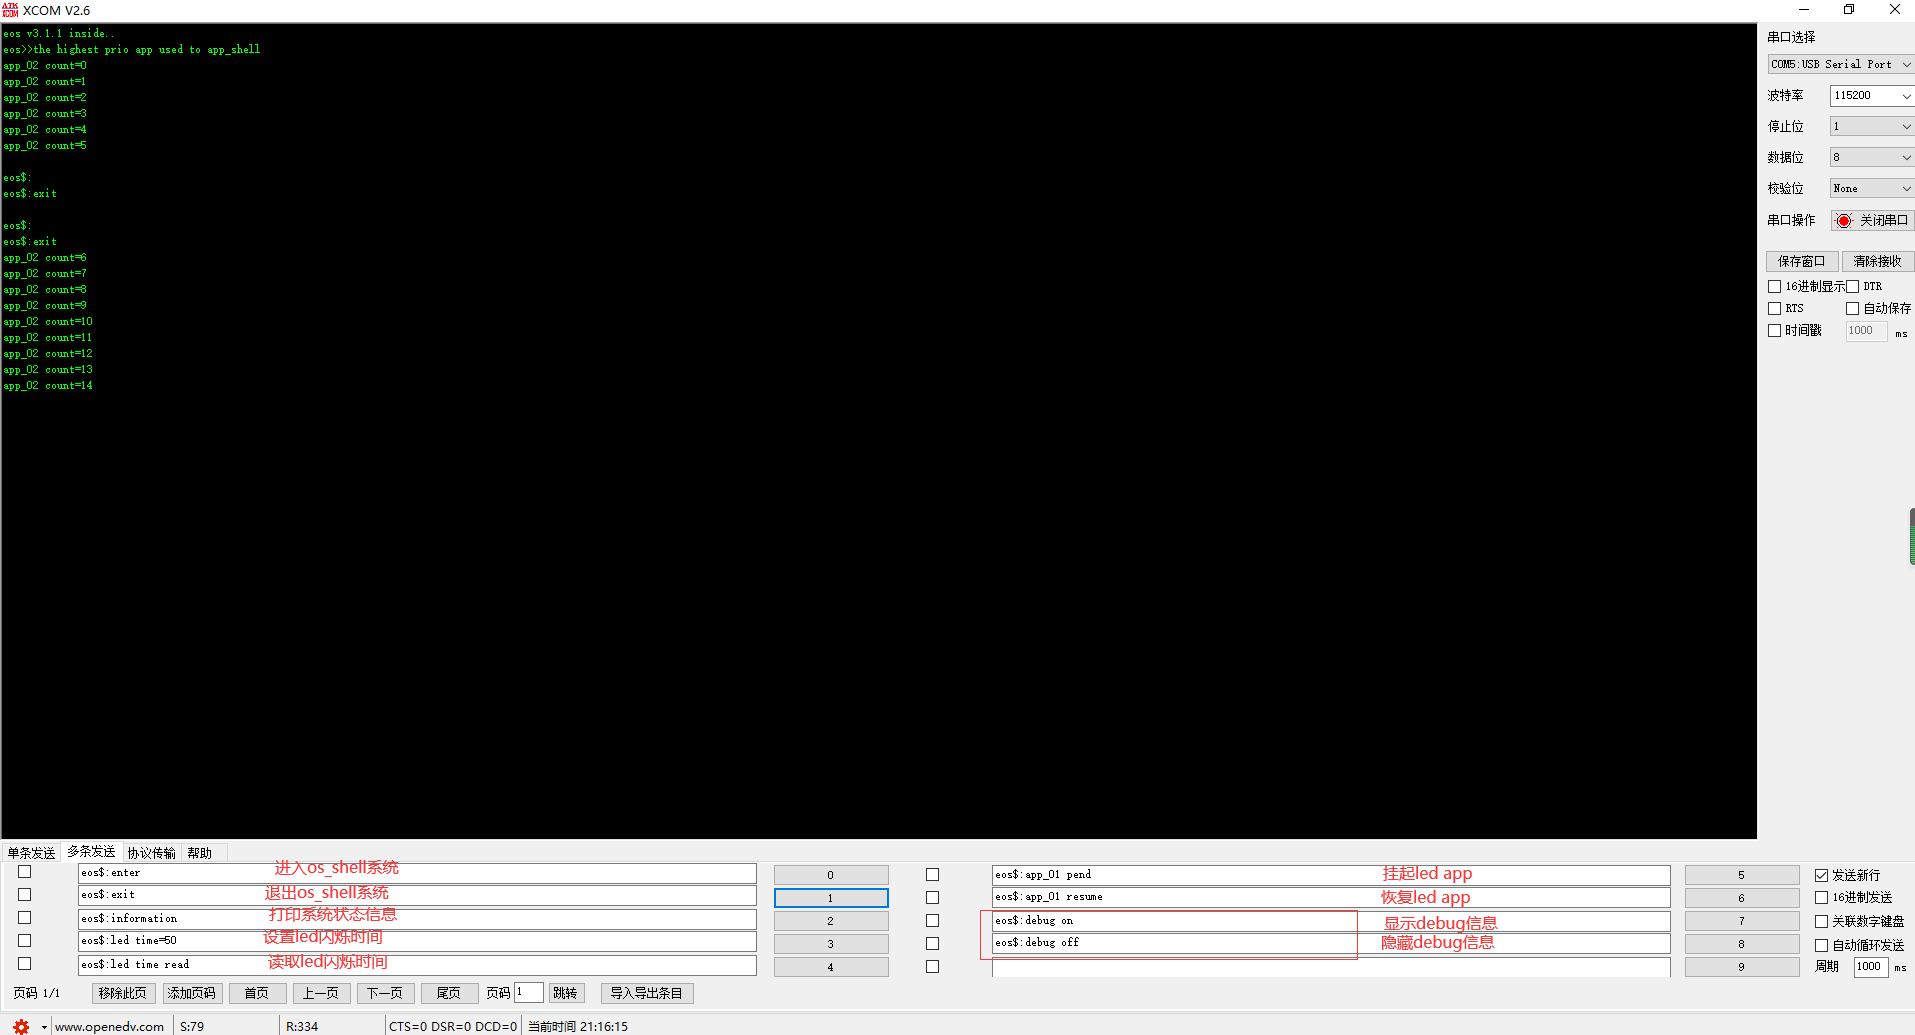 ATK
XCOM XCOM V2.6
eos v3.1.1 inside..
eos>>the highest prio app used to app_shell
app_02 count=0
app_02 count=1
app_02 count=2
app_02 count=3
app_02 count=4
app_02 count=5
eos$:
eos$:exit
eos$:
eos$:exit
app_02 count=6
app_02 count=7
app_02 count=8
app_02 count=9
app_02 count=10
app_02 count=11
app_02 count=12
app_02 count=13
app_02 count=14
串口选择
COM5:USB Serial Port
波特率 115200
停止位 1
数据位 8
校验位 None
串口操作 关闭串口
保存窗口 清除接收
16进制显示 DTR
RTS 自动保存
时间戳 1000 ms
单条发送 多条发送 协议传输 帮助
eos$:enter 进入os_shell系统 0 eos$:app_01 pend 挂起led app 5 发送新行
eos$:exit 退出os_shell系统 1 eos$:app_01 resume 恢复led app 6 16进制发送
eos$:information 打印系统状态信息 2 eos$:debug on 显示debug信息 7 关联数字键盘
eos$:led time=50 设置led闪烁时间 3 eos$:debug off 隐藏debug信息 8 自动循环发送
eos$:led time read 读取led闪烁时间 4 9 周期 1000 ms
页码 1/1 移除此页 添加页码 首页 上一页 下一页 尾页 页码 1 跳转 导入导出条目
www.openedv.com S:79 R:334 CTS=0 DSR=0 DCD=0 当前时间 21:16:15